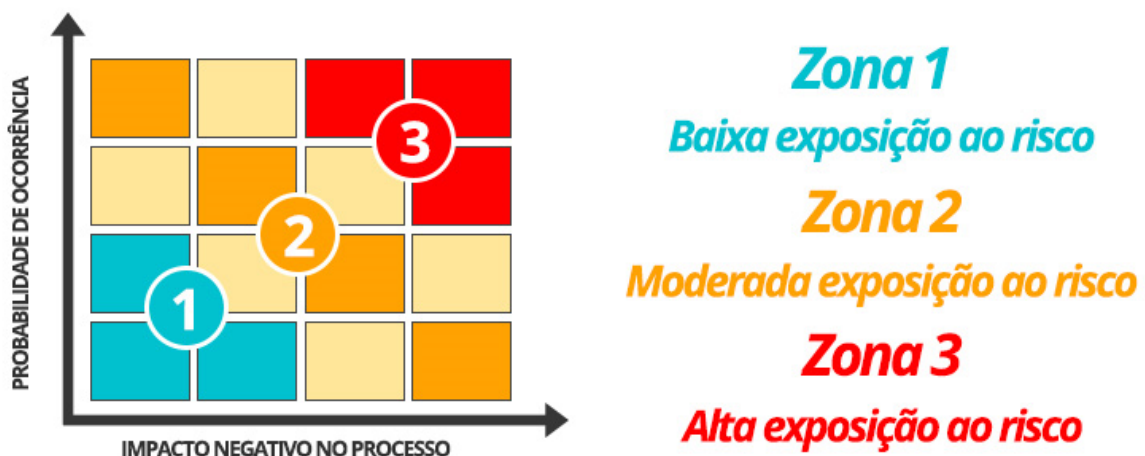 PROBABILIDADE DE OCORRÊNCIA
3
2
1
IMPACTO NEGATIVO NO PROCESSO
Zona 1
Baixa exposição ao risco
Zona 2
Moderada exposição ao risco
Zona 3
Alta exposição ao risco